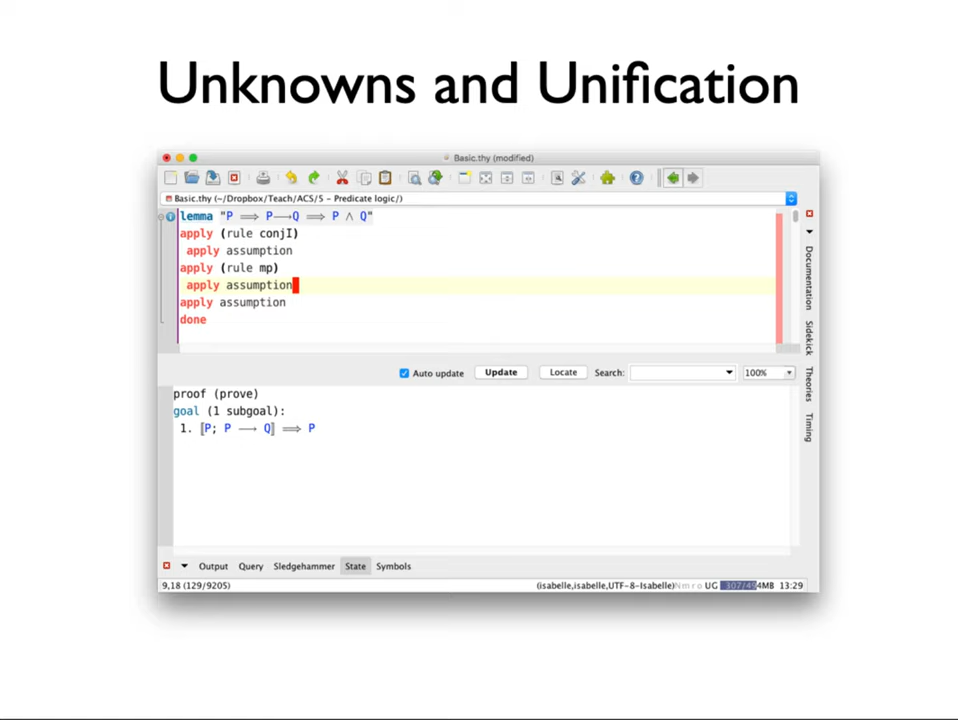 Unknowns and Unification
Basic.thy (modified)
Basic.thy (~/Dropbox/Teach/ACS/5 - Predicate logic/)
lemma "P ⟹ P⟶Q ⟹ P ∧ Q"
apply (rule conjI)
apply assumption
apply (rule mp)
apply assumption
apply assumption
done
Auto update
Update
Locate
Search:
100%
proof (prove)
goal (1 subgoal):
1. ⟦P; P ⟶ Q⟧ ⟹ P
Documentation
Sidekick
Theories
Timing
Output
Query
Sledgehammer
State
Symbols
9,18 (129/9205)
(isabelle,isabelle,UTF-8-Isabelle)
UG
13:29